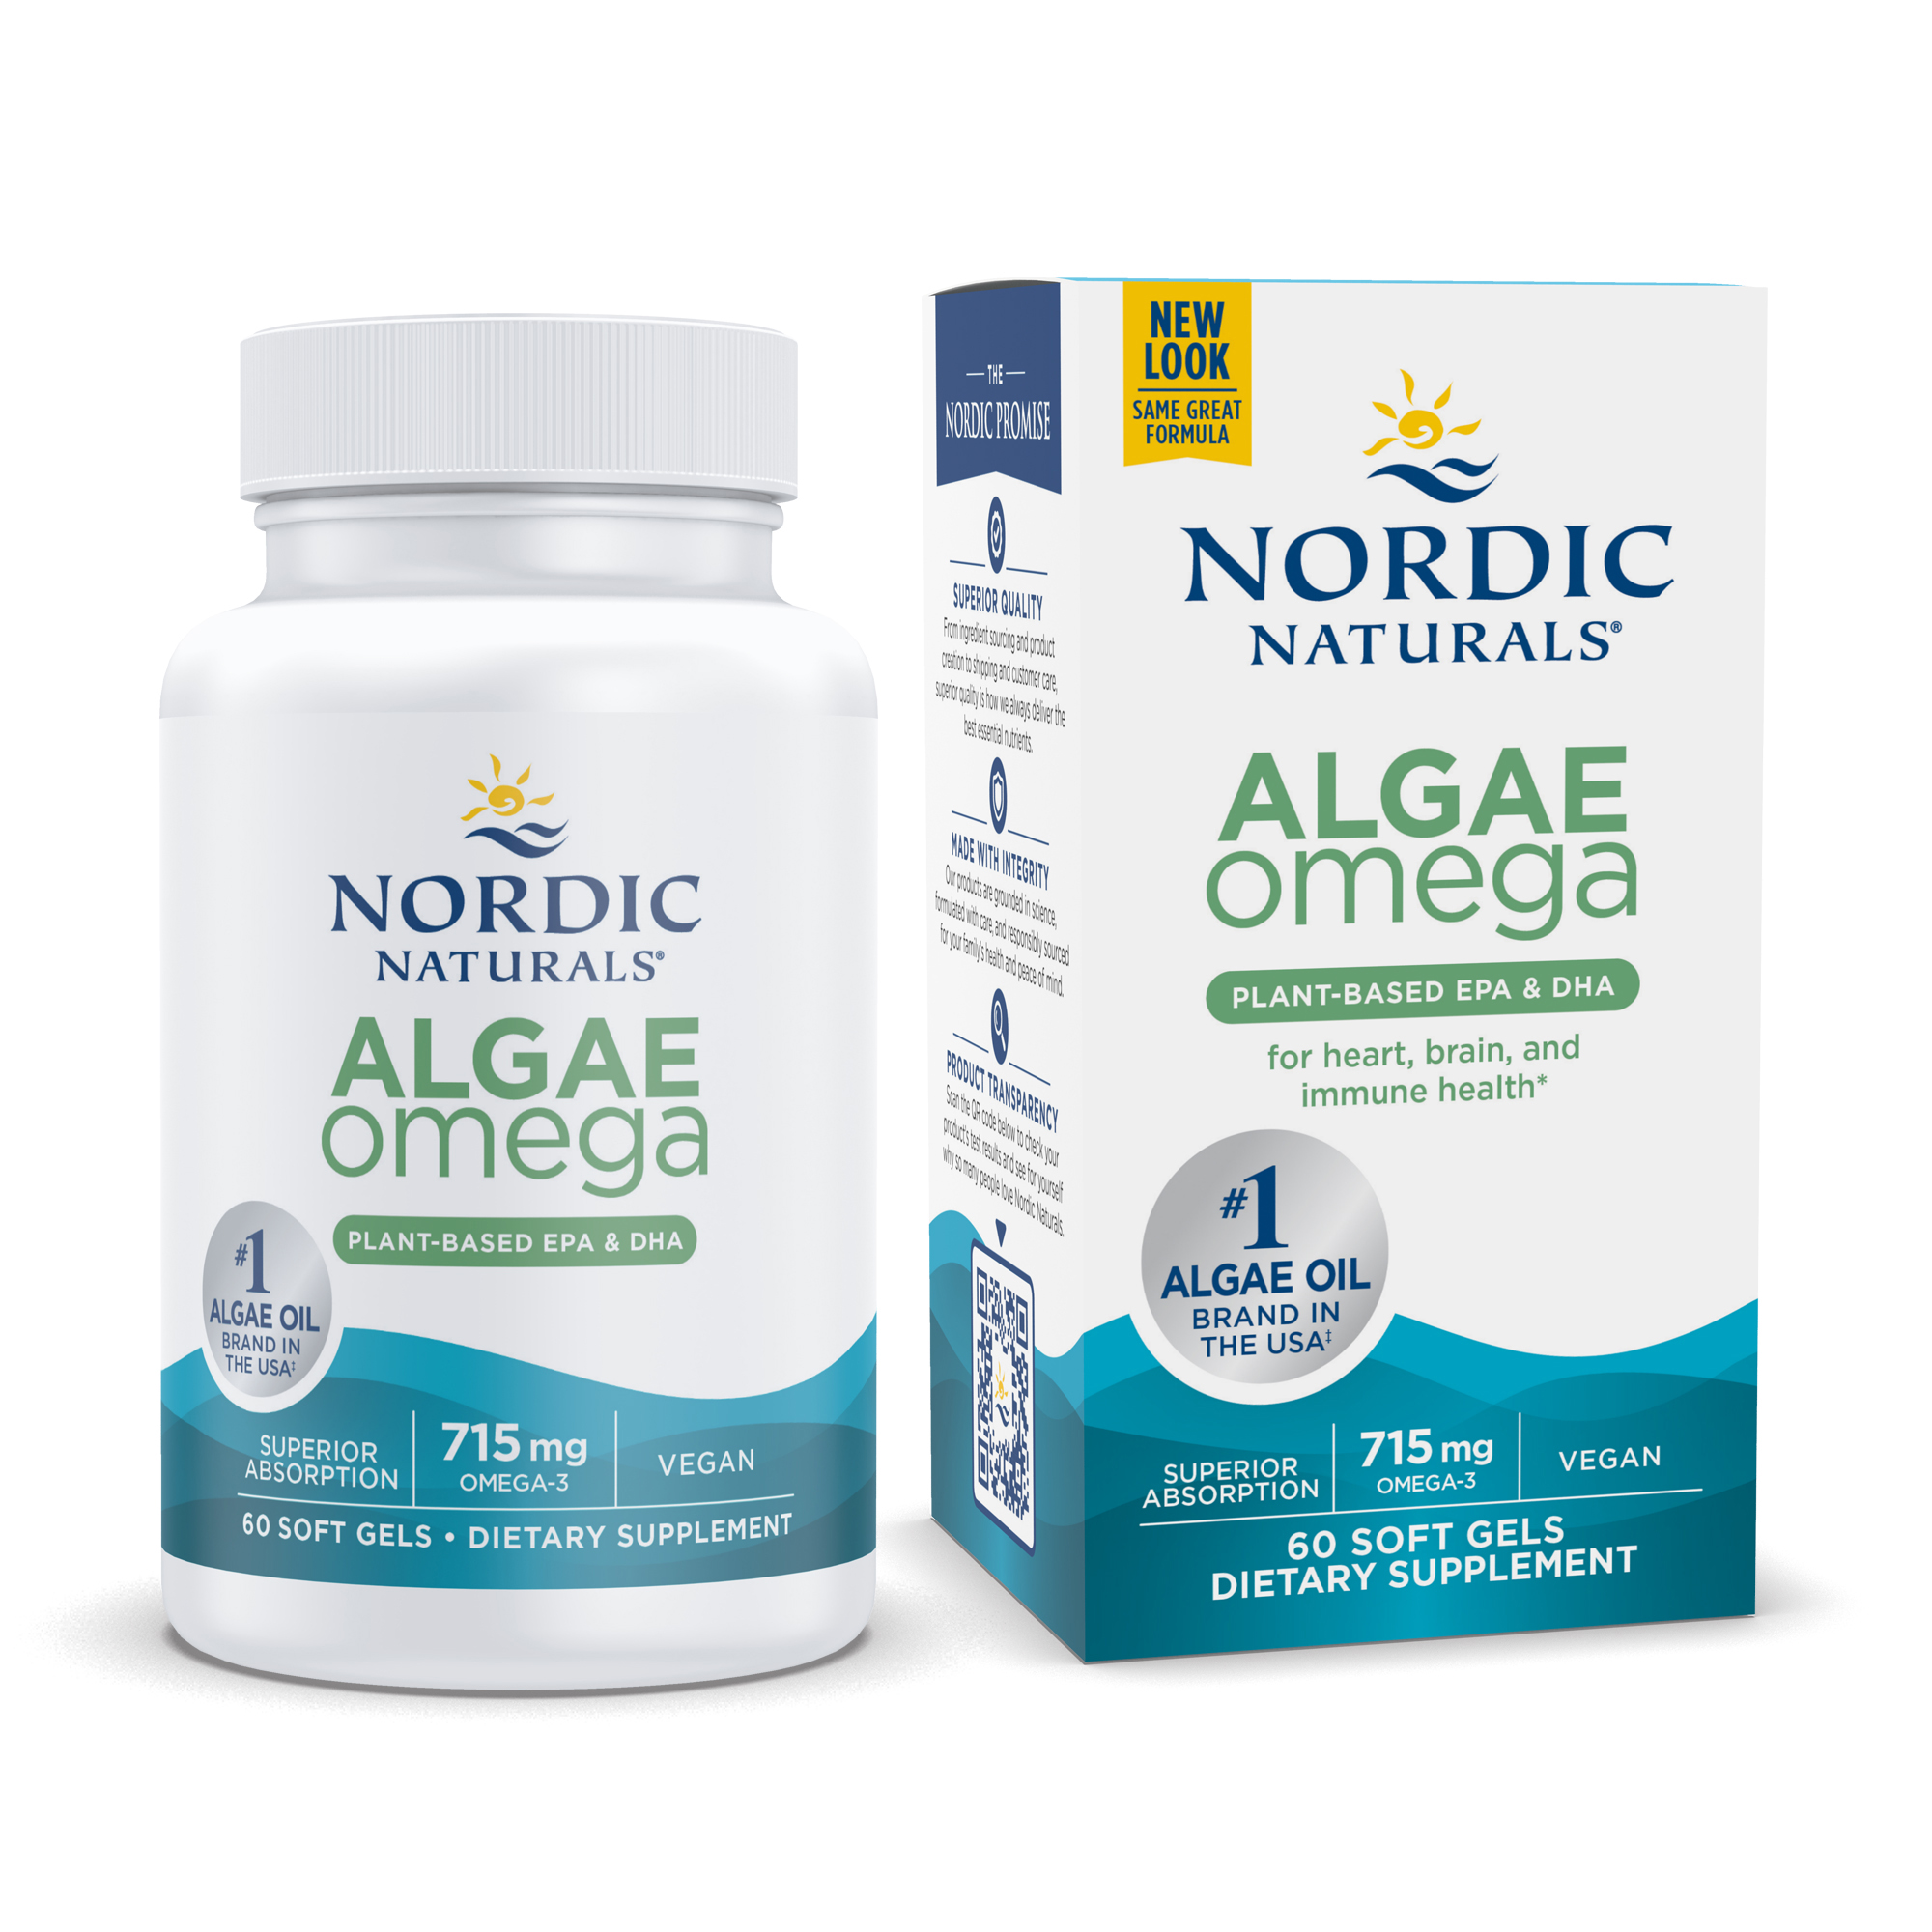 NORDIC
NATURALS®
ALGAE
omega
PLANT-BASED EPA & DHA
#1
ALGAE OIL
BRAND IN
THE USA‡
SUPERIOR
ABSORPTION
715 mg
OMEGA-3
VEGAN
60 SOFT GELS • DIETARY SUPPLEMENT
THE
NORDIC PROMISE
SUPERIOR QUALITY
From ingredient sourcing and product
creation to shipping and customer care,
superior quality is how we always deliver the
best essential nutrients.
MADE WITH INTEGRITY
Our products are grounded in science,
formulated with care, and responsibly sourced
for your family's health and peace of mind.
PRODUCT TRANSPARENCY
Scan the QR code below to check your
product's test results and see for yourself
why so many people love Nordic Naturals.
NEW
LOOK
SAME GREAT
FORMULA
NORDIC
NATURALS®
ALGAE
omega
PLANT-BASED EPA & DHA
for heart, brain, and
immune health*
#1
ALGAE OIL
BRAND IN
THE USA‡
SUPERIOR
ABSORPTION
715 mg
OMEGA-3
VEGAN
60 SOFT GELS
DIETARY SUPPLEMENT